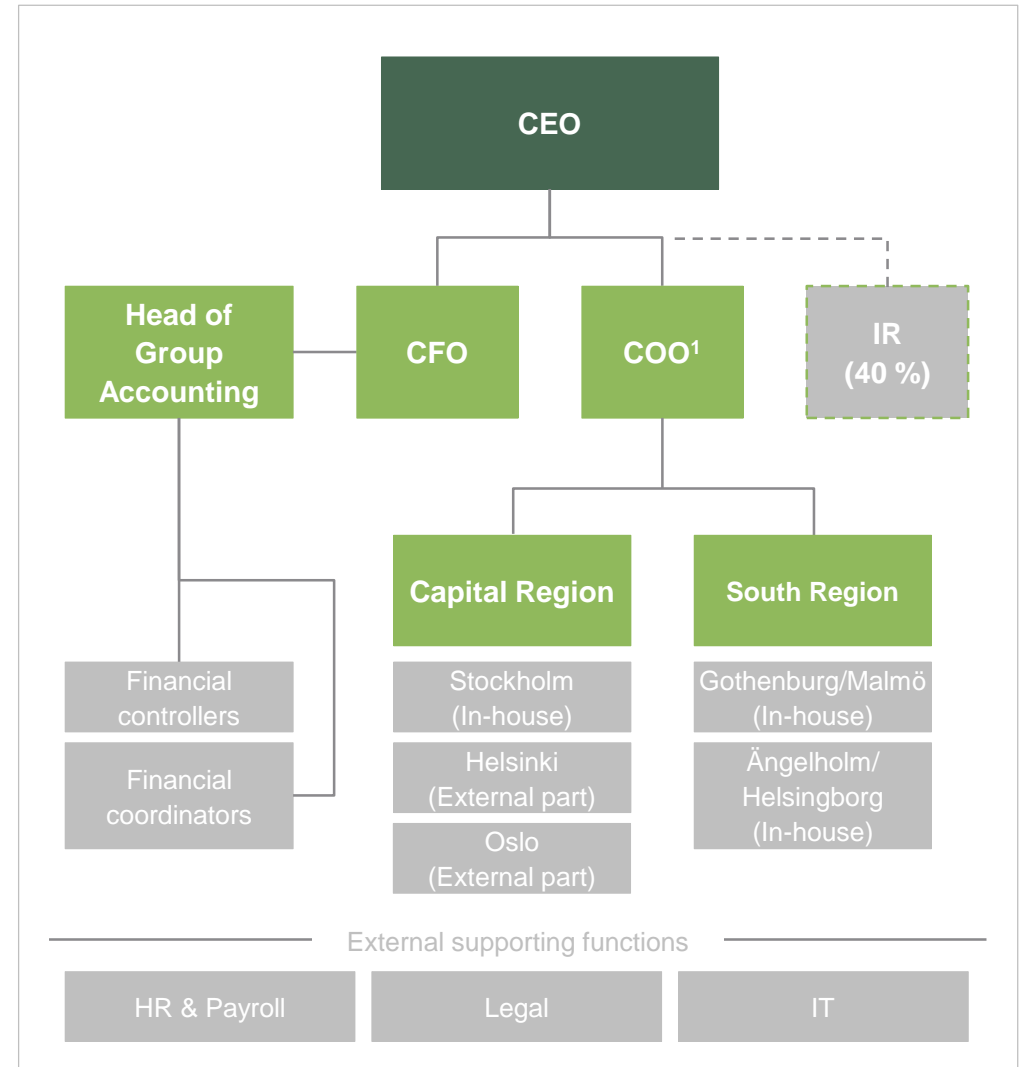 CEO
Head of
Group
Accounting
CFO
COO¹
IR
(40 %)
Capital Region
South Region
Financial
controllers
Financial
coordinators
Stockholm
(In-house)
Helsinki
(External part)
Oslo
(External part)
Gothenburg/Malmö
(In-house)
Ängelholm/
Helsingborg
(In-house)
External supporting functions
HR & Payroll
Legal
IT